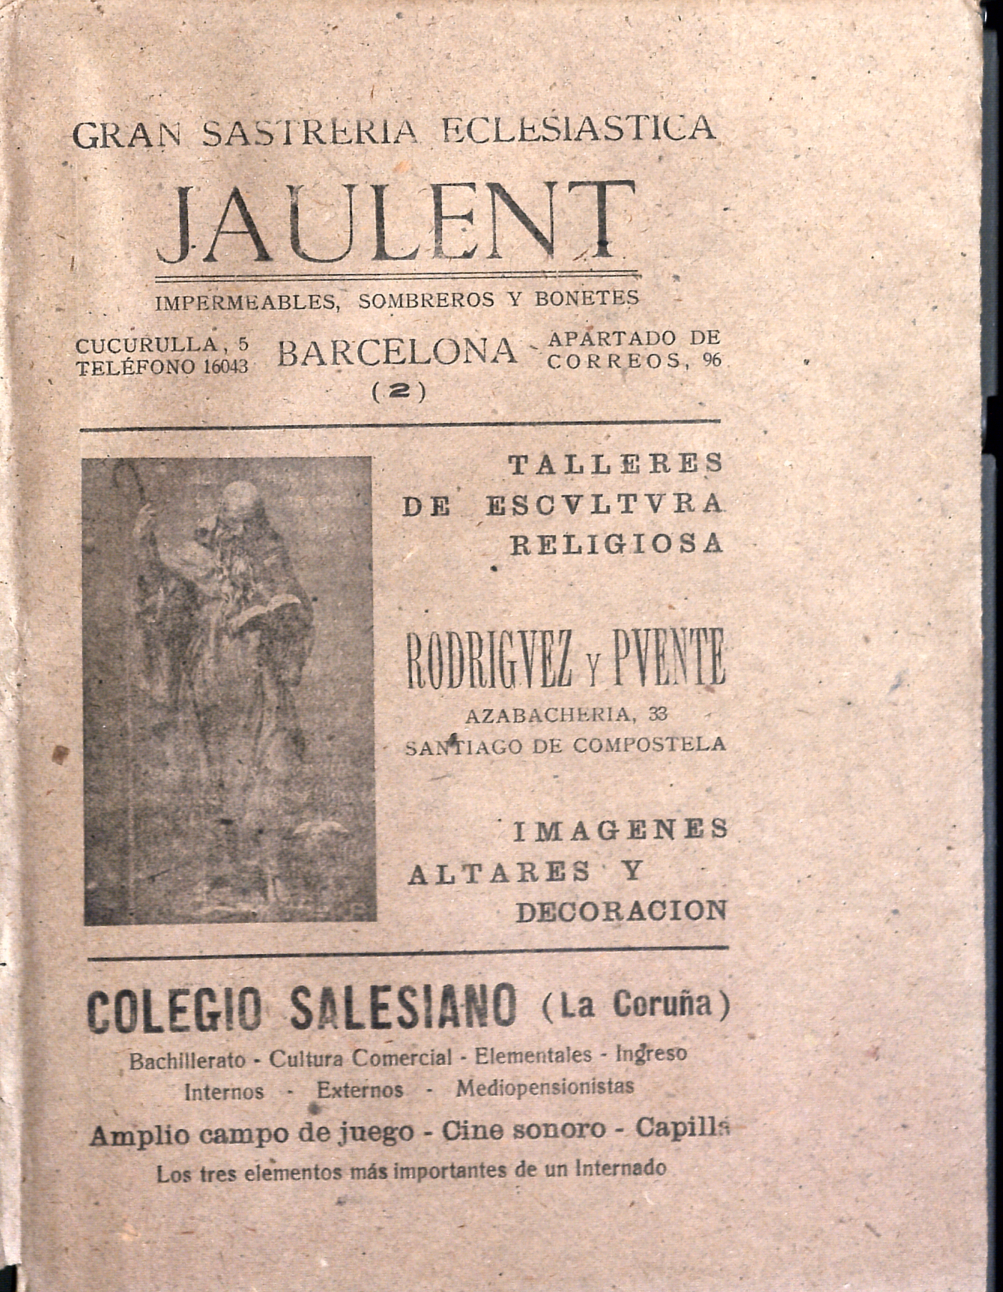 GRAN SASTRERIA ECLESIASTICA
JAULENT
IMPERMEABLES, SOMBREROS Y BONETES
CUCURULLA, 5
TELÉFONO 16043
BARCELONA
(2)
APARTADO DE
CORREOS, 96
TALLERES
DE ESCVLTVRA
RELIGIOSA
RODRIGVEZ Y PVENTE
AZABACHERIA, 33
SANTIAGO DE COMPOSTELA
IMAGENES
ALTARES Y
DECORACION
COLEGIO SALESIANO (La Coruña)
Bachillerato - Cultura Comercial - Elementales - Ingreso
Internos - Externos - Mediopensionistas
Amplio campo de juego - Cine sonoro - Capilla
Los tres elementos más importantes de un Internado